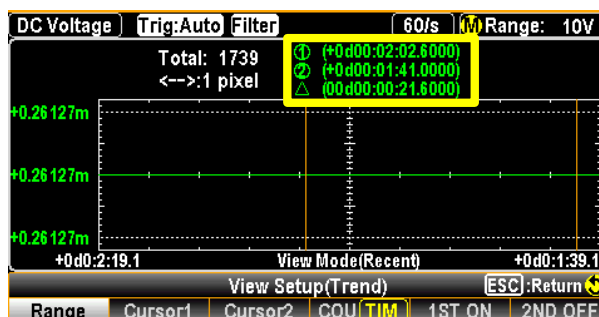 DC Voltage Trig:Auto Filter 60/s M Range: 10V
Total: 1739 ① (+0d00:02:02.6000)
<-->:1 pixel ② (+0d00:01:41.0000)
△ (00d00:00:21.6000)
+0.26127m
+0.26127m
+0.26127m
+0d0:2:19.1 View Mode(Recent) +0d0:1:39.1
View Setup(Trend) ESC:Return
Range Cursor1 Cursor2 COU TIM 1ST ON 2ND OFF